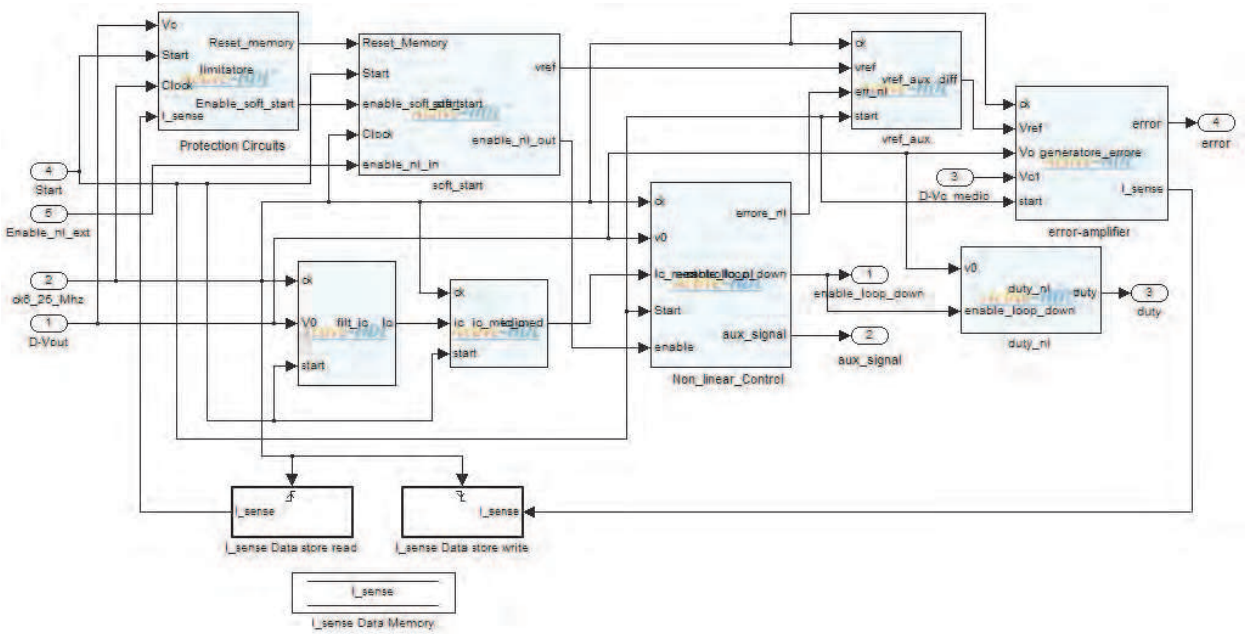 Vo
Start
Clock
I_sense
Reset_memory
limitatore
Enable_soft_start
Protection Circuits
Reset_Memory
Start
enable_soft_start
Clock
enable_nl_in
vref
enable_nl_out
soft_start
ck
vref
err_nl
start
vref_aux_diff
vref_aux
ck
Vref
Vo
Vo1
start
generatore_errore
error
I_sense
error-amplifier
4
error
3
D-Vo_medio
4
Start
5
Enable_nl_ext
2
ck6_25_Mhz
1
D-Vout
ck
V0
start
filt_ic
ck
start
ck
v0
Start
enable
errore_nl
enable_loop_down
aux_signal
Non_linear_Control
1
enable_loop_down
2
aux_signal
v0
enable_loop_down
duty_nl
duty
duty_nl
3
duty
I_sense
I_sense Data store read
I_sense
I_sense Data store write
I_sense
I_sense Data Memory